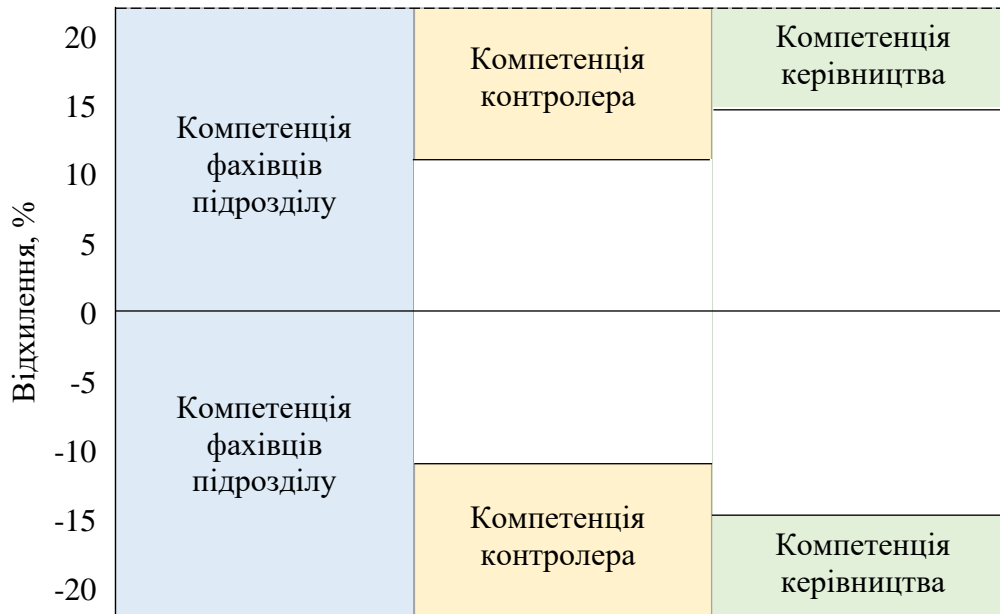 Відхилення, %
20
15
10
5
0
-5
-10
-15
-20
Компетенція
фахівців
підрозділу
Компетенція
контролера
Компетенція
керівництва
Компетенція
фахівців
підрозділу
Компетенція
контролера
Компетенція
керівництва